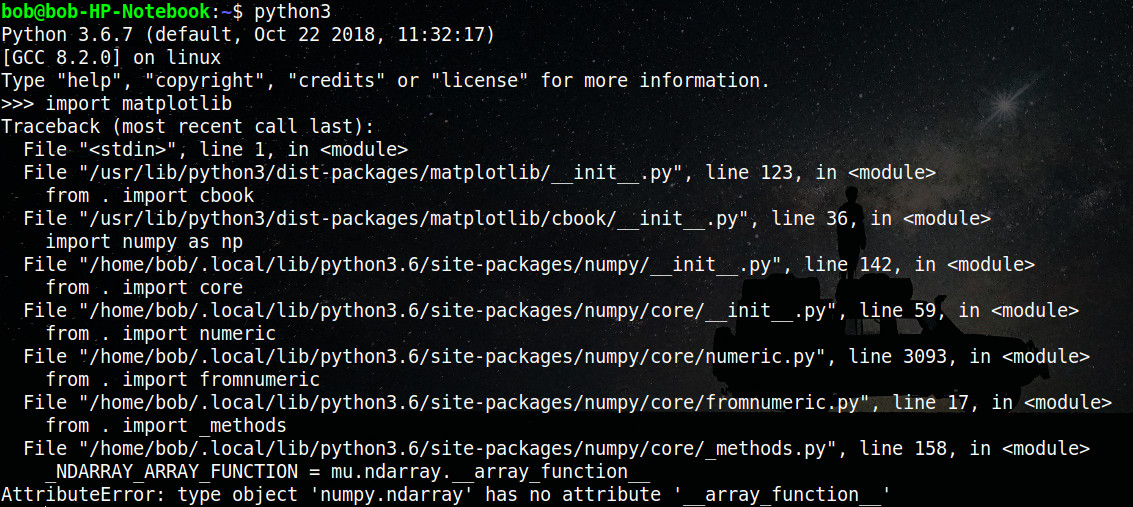 bob@bob-HP-Notebook:~$ python3
Python 3.6.7 (default, Oct 22 2018, 11:32:17)
[GCC 8.2.0] on linux
Type "help", "copyright", "credits" or "license" for more information.
>>> import matplotlib
Traceback (most recent call last):
  File "<stdin>", line 1, in <module>
  File "/usr/lib/python3/dist-packages/matplotlib/__init__.py", line 123, in <module>
    from . import cbook
  File "/usr/lib/python3/dist-packages/matplotlib/cbook/__init__.py", line 36, in <module>
    import numpy as np
  File "/home/bob/.local/lib/python3.6/site-packages/numpy/__init__.py", line 142, in <module>
    from . import core
  File "/home/bob/.local/lib/python3.6/site-packages/numpy/core/__init__.py", line 59, in <module>
    from . import numeric
  File "/home/bob/.local/lib/python3.6/site-packages/numpy/core/numeric.py", line 3093, in <module>
    from . import fromnumeric
  File "/home/bob/.local/lib/python3.6/site-packages/numpy/core/fromnumeric.py", line 17, in <module>
    from . import _methods
  File "/home/bob/.local/lib/python3.6/site-packages/numpy/core/_methods.py", line 158, in <module>
    _NDARRAY_ARRAY_FUNCTION = mu.ndarray.__array_function__
AttributeError: type object 'numpy.ndarray' has no attribute '__array_function__'